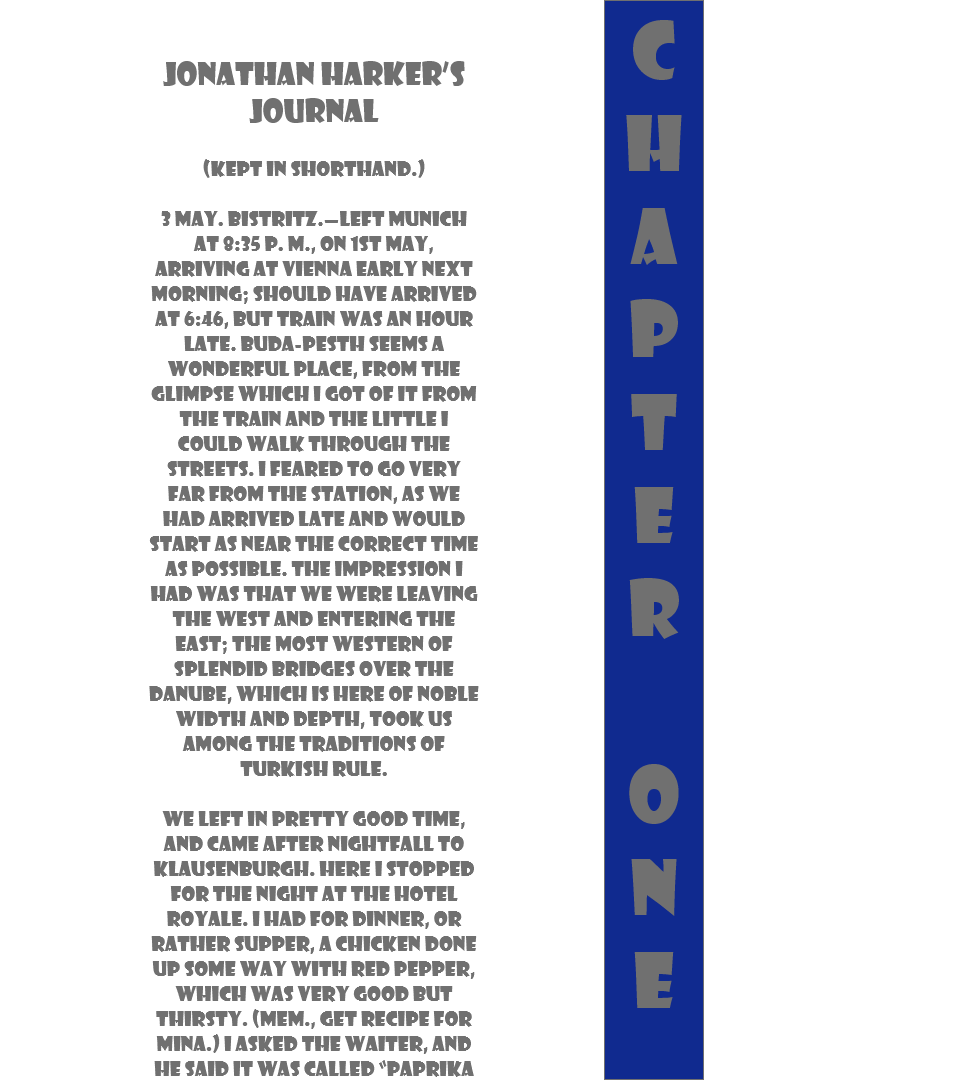 JONATHAN HARKER'S
JOURNAL
(KEPT IN SHORTHAND.)
3 MAY. BISTRITZ.—LEFT MUNICH
AT 8:35 P. M., ON 1ST MAY,
ARRIVING AT VIENNA EARLY NEXT
MORNING; SHOULD HAVE ARRIVED
AT 6:46, BUT TRAIN WAS AN HOUR
LATE. BUDA-PESTH SEEMS A
WONDERFUL PLACE, FROM THE
GLIMPSE WHICH I GOT OF IT FROM
THE TRAIN AND THE LITTLE I
COULD WALK THROUGH THE
STREETS. I FEARED TO GO VERY
FAR FROM THE STATION, AS WE
HAD ARRIVED LATE AND WOULD
START AS NEAR THE CORRECT TIME
AS POSSIBLE. THE IMPRESSION I
HAD WAS THAT WE WERE LEAVING
THE WEST AND ENTERING THE
EAST; THE MOST WESTERN OF
SPLENDID BRIDGES OVER THE
DANUBE, WHICH IS HERE OF NOBLE
WIDTH AND DEPTH, TOOK US
AMONG THE TRADITIONS OF
TURKISH RULE.
WE LEFT IN PRETTY GOOD TIME,
AND CAME AFTER NIGHTFALL TO
KLAUSENBURGH. HERE I STOPPED
FOR THE NIGHT AT THE HOTEL
ROYALE. I HAD FOR DINNER, OR
RATHER SUPPER, A CHICKEN DONE
UP SOME WAY WITH RED PEPPER,
WHICH WAS VERY GOOD BUT
THIRSTY. (MEM., GET RECIPE FOR
MINA.) I ASKED THE WAITER, AND
HE SAID IT WAS CALLED "PAPRIKA
CHAPTER ONE